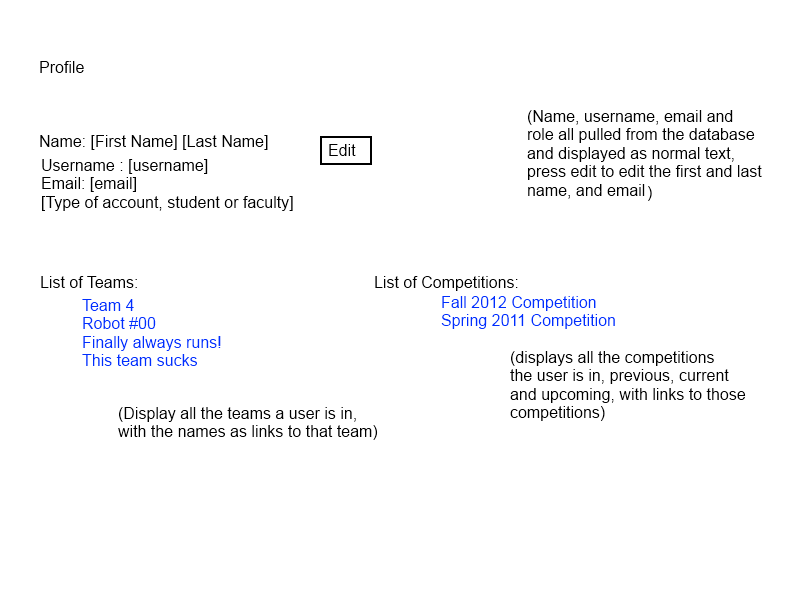 Profile
Name: [First Name] [Last Name]
Edit
Username : [username]
Email: [email]
[Type of account, student or faculty]
(Name, username, email and
role all pulled from the database
and displayed as normal text,
press edit to edit the first and last
name, and email)
List of Teams:
Team 4
Robot #00
Finally always runs!
This team sucks
(Display all the teams a user is in,
with the names as links to that team)
List of Competitions:
Fall 2012 Competition
Spring 2011 Competition
(displays all the competitions
the user is in, previous, current
and upcoming, with links to those
competitions)